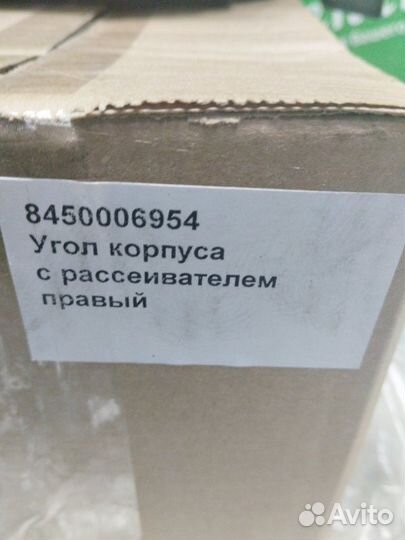 8450006954
Угол корпуса
с рассеивателем
правый
Avito